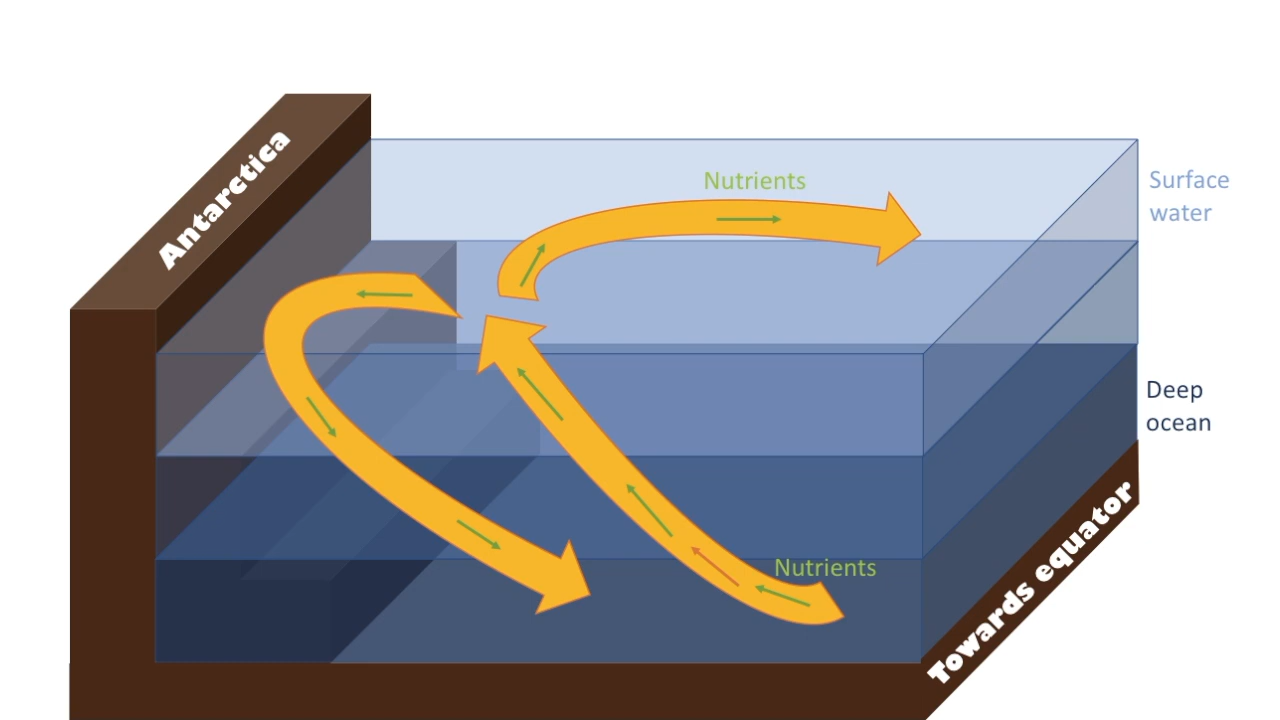 Antarctica
Nutrients
Surface
water
Deep
ocean
Nutrients
Towards equator